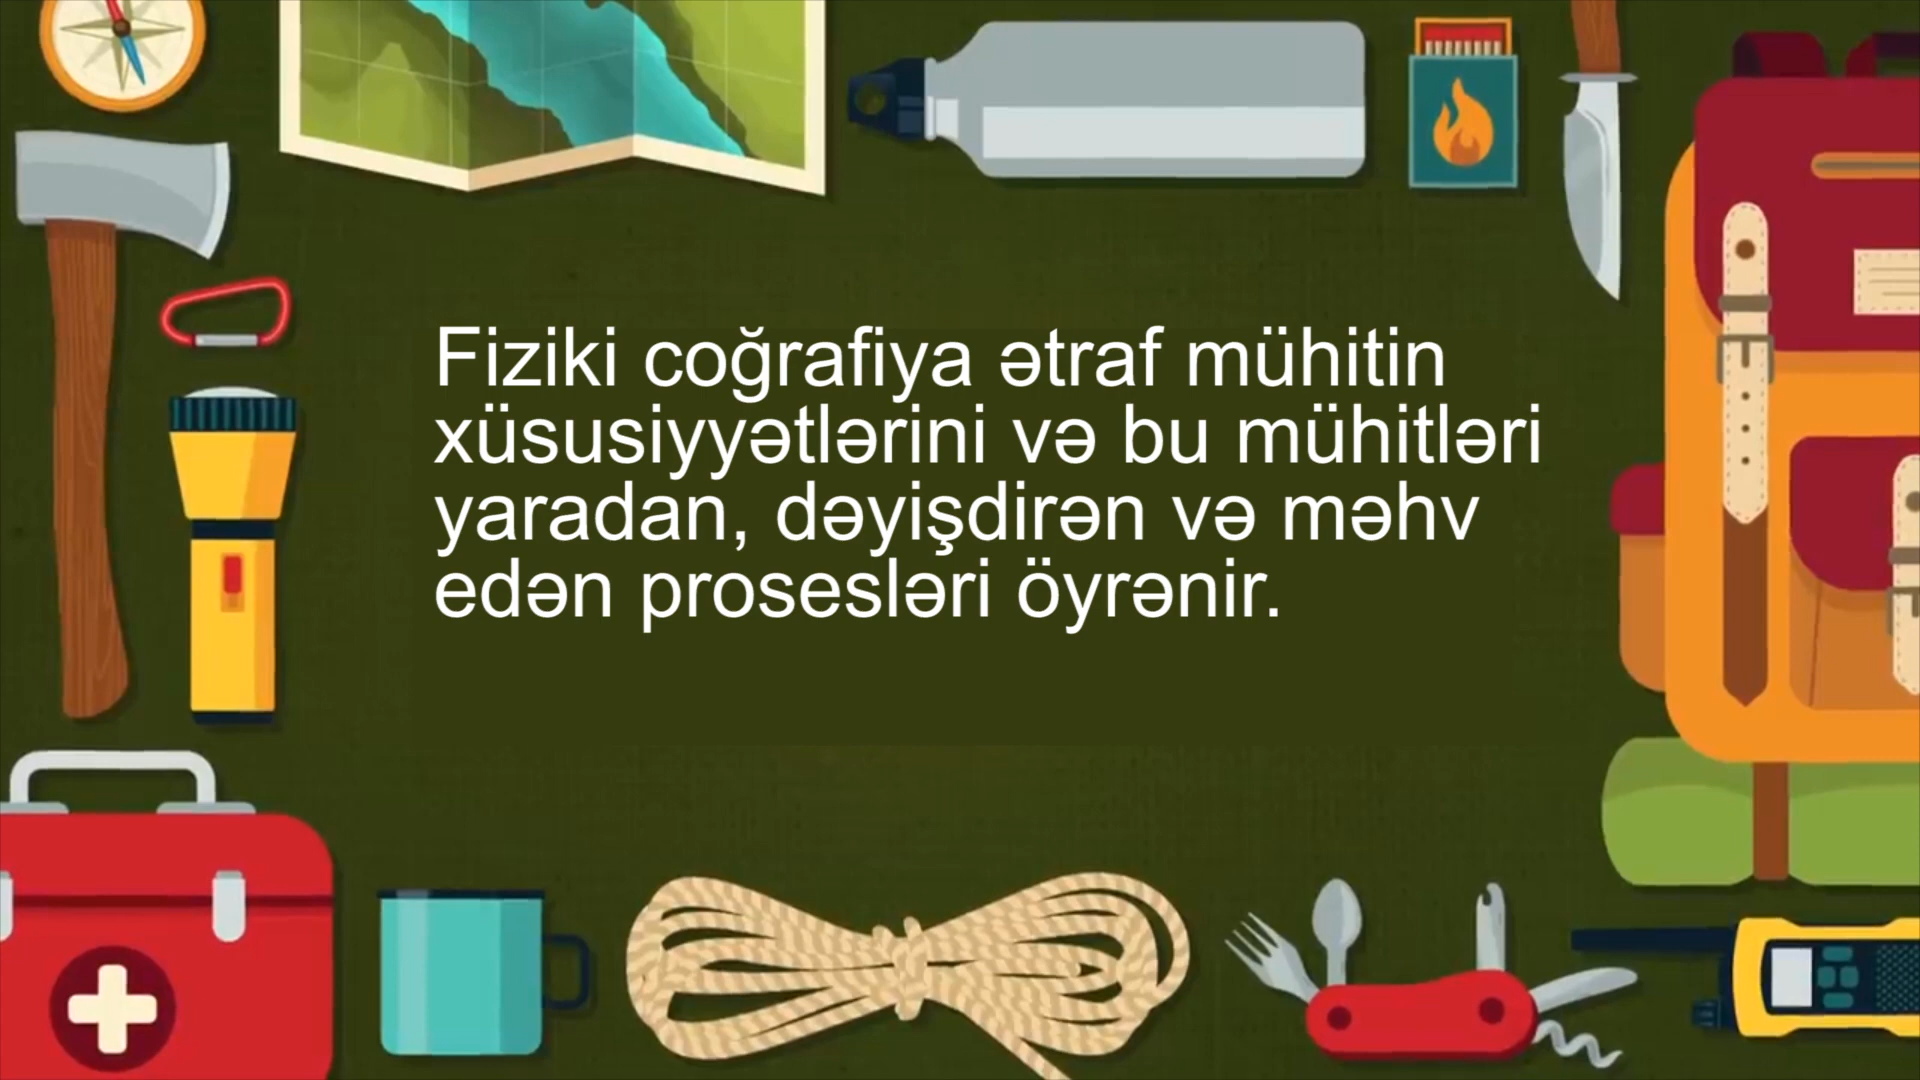 Fiziki coğrafiya ətraf mühitin
xüsusiyyətlərini və bu mühitləri
yaradan, dəyişdirən və məhv
edən prosesləri öyrənir.